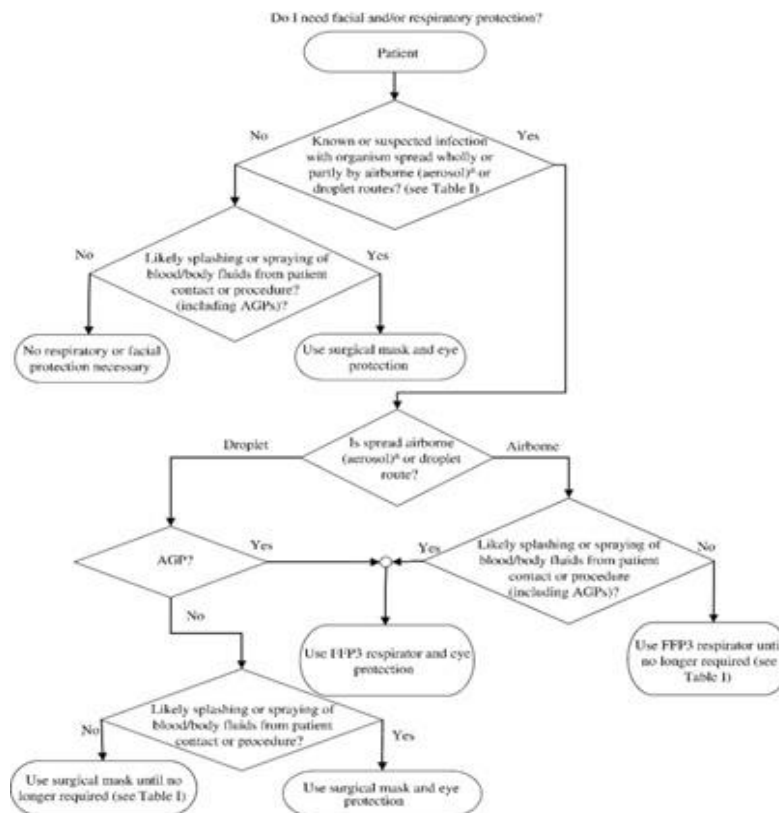 Do I need facial and/or respiratory protection?
Patient
No
Yes
Known or suspected infection
with organism spread wholly or
partly by airborne (aerosol)a or
droplet routes? (see Table I)
No
Yes
Likely splashing or spraying of
blood/body fluids from patient
contact or procedure?
(including AGPs)?
No respiratory or facial
protection necessary
Use surgical mask and eye
protection
Droplet
Airborne
Is spread airborne
(aerosol)a or droplet
route?
AGP?
Yes
Yes
No
Likely splashing or spraying of
blood/body fluids from patient
contact or procedure
(including AGPs)?
No
Use FFP3 respirator and eye
protection
Use FFP3 respirator until
no longer required (see
Table I)
Likely splashing or spraying of
blood/body fluids from patient
contact or procedure?
No
Yes
Use surgical mask until no
longer required (see Table I)
Use surgical mask and eye
protection